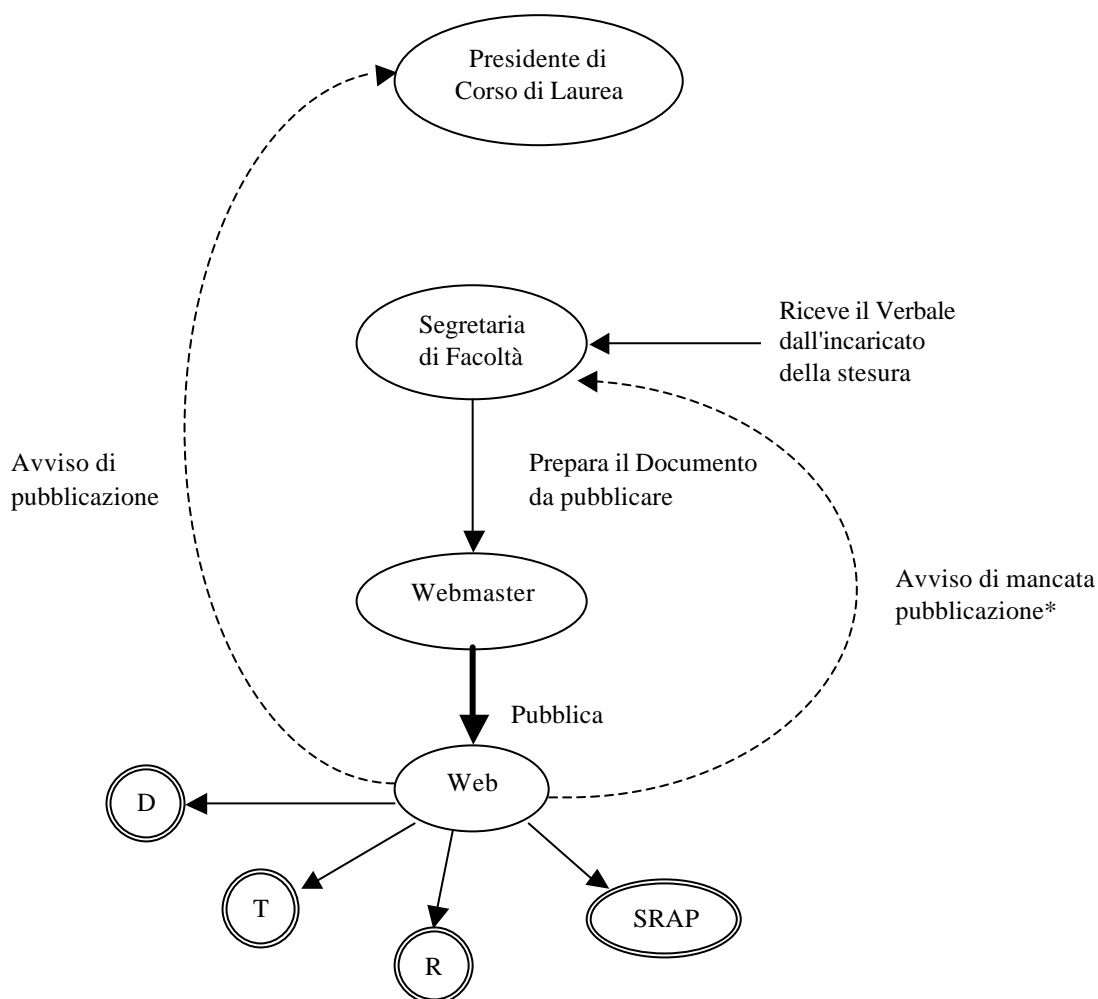 Presidente di
Corso di Laurea
Segretaria
di Facoltà
Riceve il Verbale
dall'incaricato
della stesura
Avviso di
pubblicazione
Prepara il Documento
da pubblicare
Webmaster
Avviso di mancata
pubblicazione*
Pubblica
Web
D
T
R
SRAP